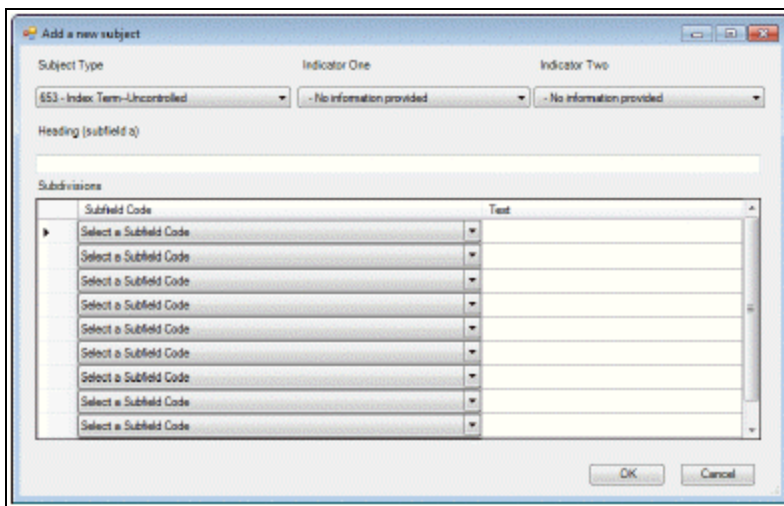 Add a new subject
Subject Type Indicator One Indicator Two
653 - Index Term--Uncontrolled - No information provided - No information provided
Heading (subfield a)
Subdivisions
Subfield Code Text
Select a Subfield Code
Select a Subfield Code
Select a Subfield Code
Select a Subfield Code
Select a Subfield Code
Select a Subfield Code
Select a Subfield Code
Select a Subfield Code
Select a Subfield Code
OK Cancel